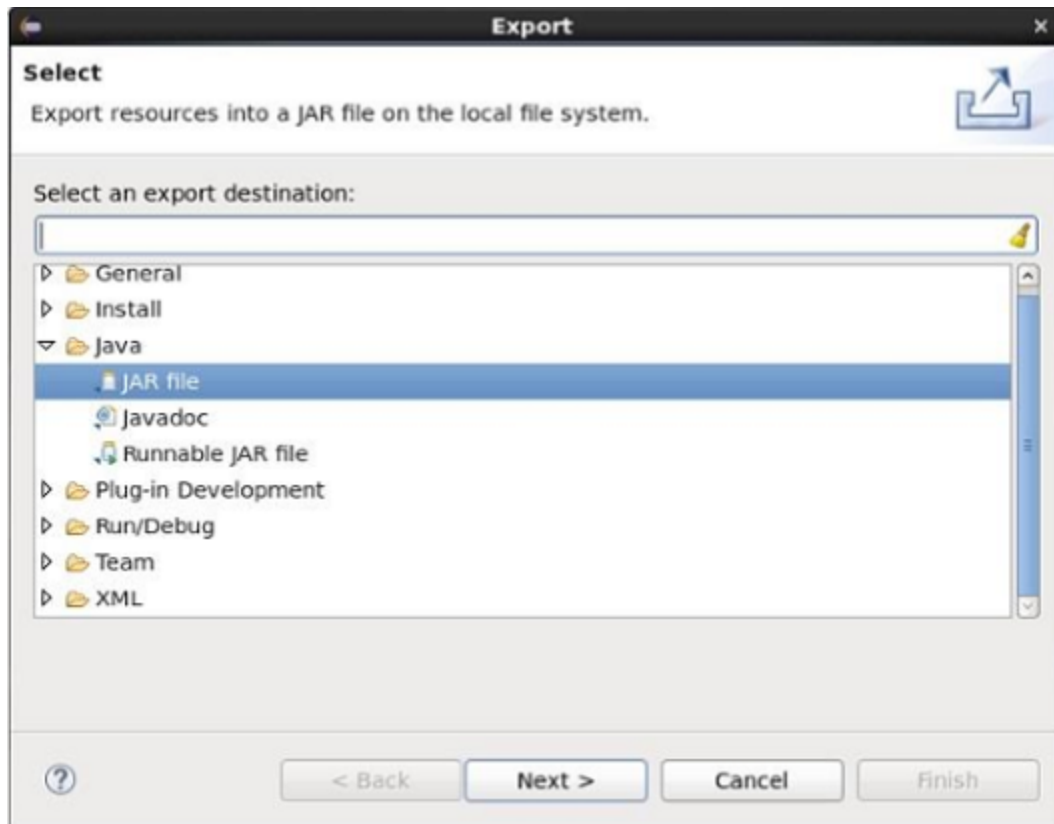 Export
Select
Export resources into a JAR file on the local file system.
Select an export destination:
General
Install
Java
JAR file
Javadoc
Runnable JAR file
Plug-in Development
Run/Debug
Team
XML
?
< Back Next > Cancel Finish